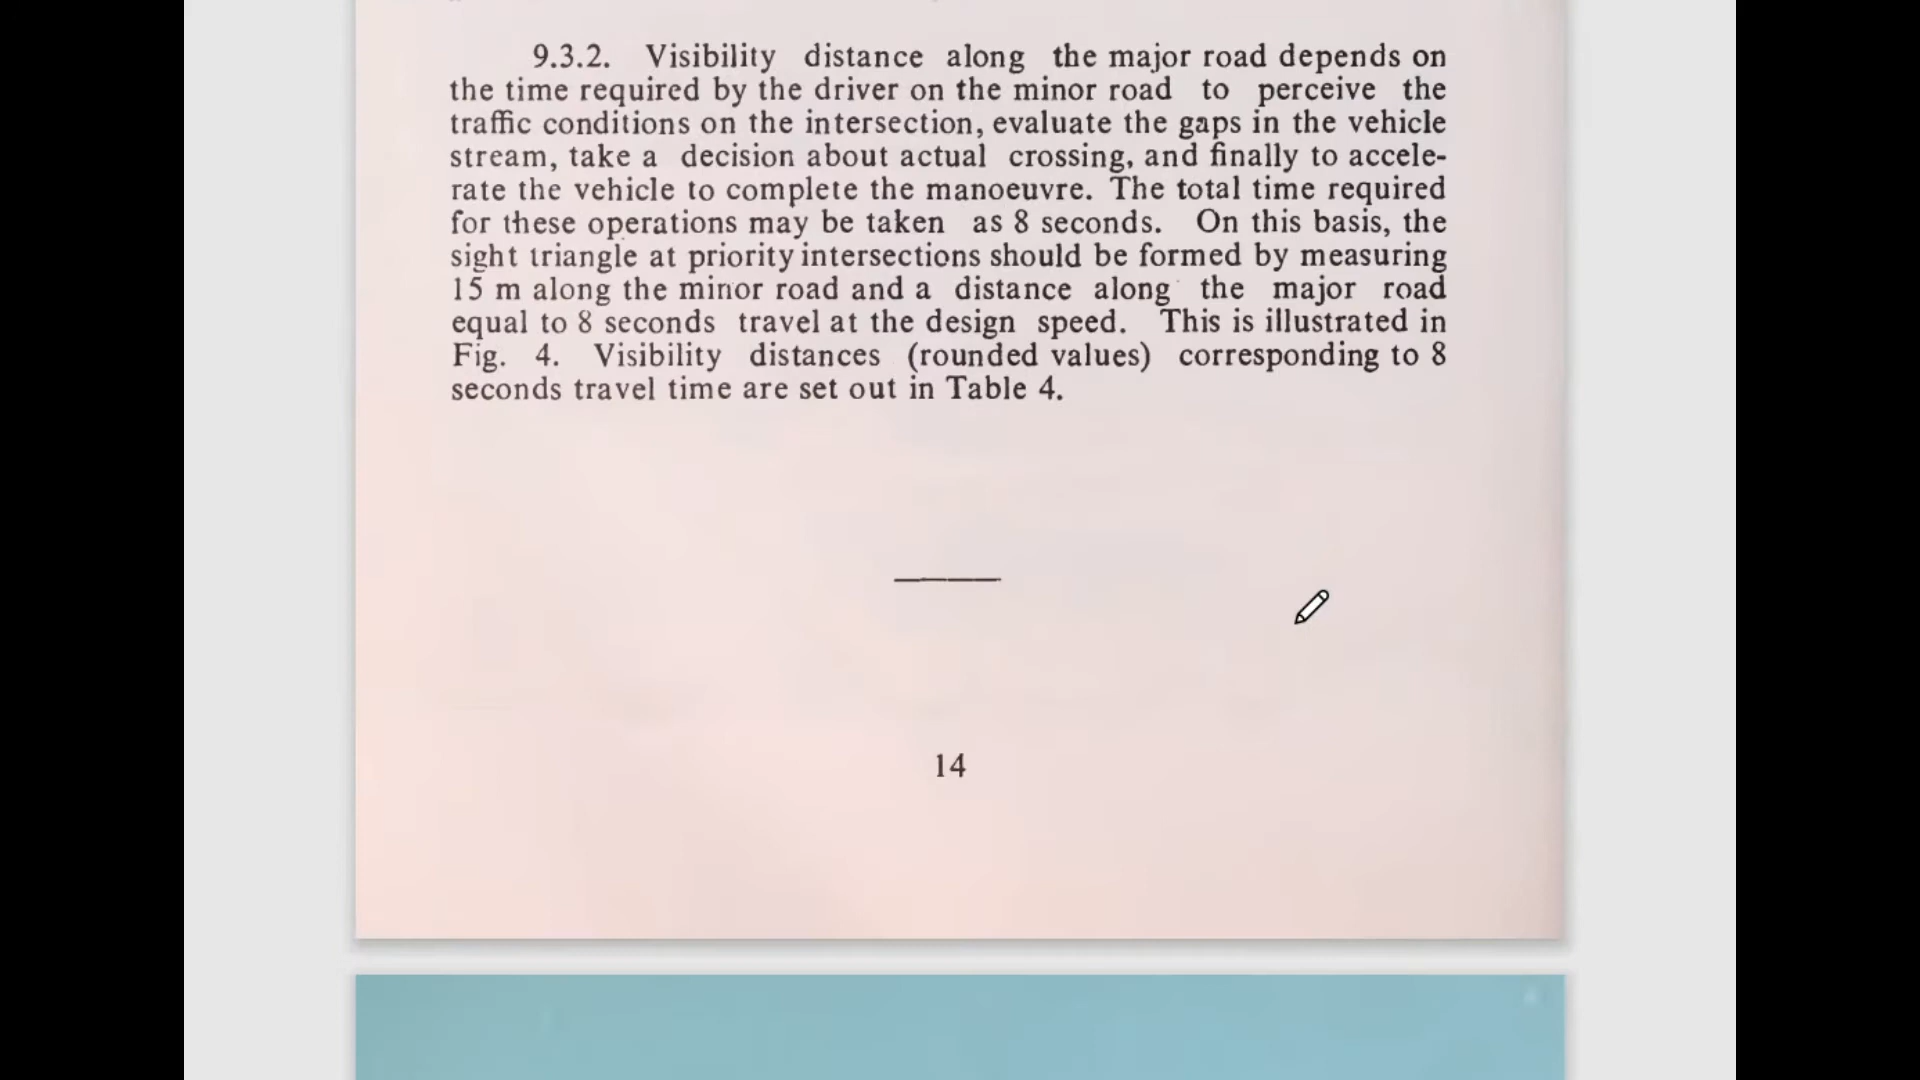 9.3.2. Visibility distance along the major road depends on
the time required by the driver on the minor road to perceive the
traffic conditions on the intersection, evaluate the gaps in the vehicle
stream, take a decision about actual crossing, and finally to accele-
rate the vehicle to complete the manoeuvre. The total time required
for these operations may be taken as 8 seconds. On this basis, the
sight triangle at priority intersections should be formed by measuring
15 m along the minor road and a distance along the major road
equal to 8 seconds travel at the design speed. This is illustrated in
Fig. 4. Visibility distances (rounded values) corresponding to 8
seconds travel time are set out in Table 4.
14